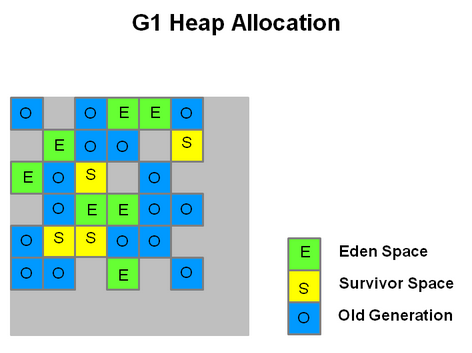 G1 Heap Allocation
O O E E O
E O O S
E O S O
O E E O O
O S S O O
O O E O
E Eden Space
S Survivor Space
O Old Generation